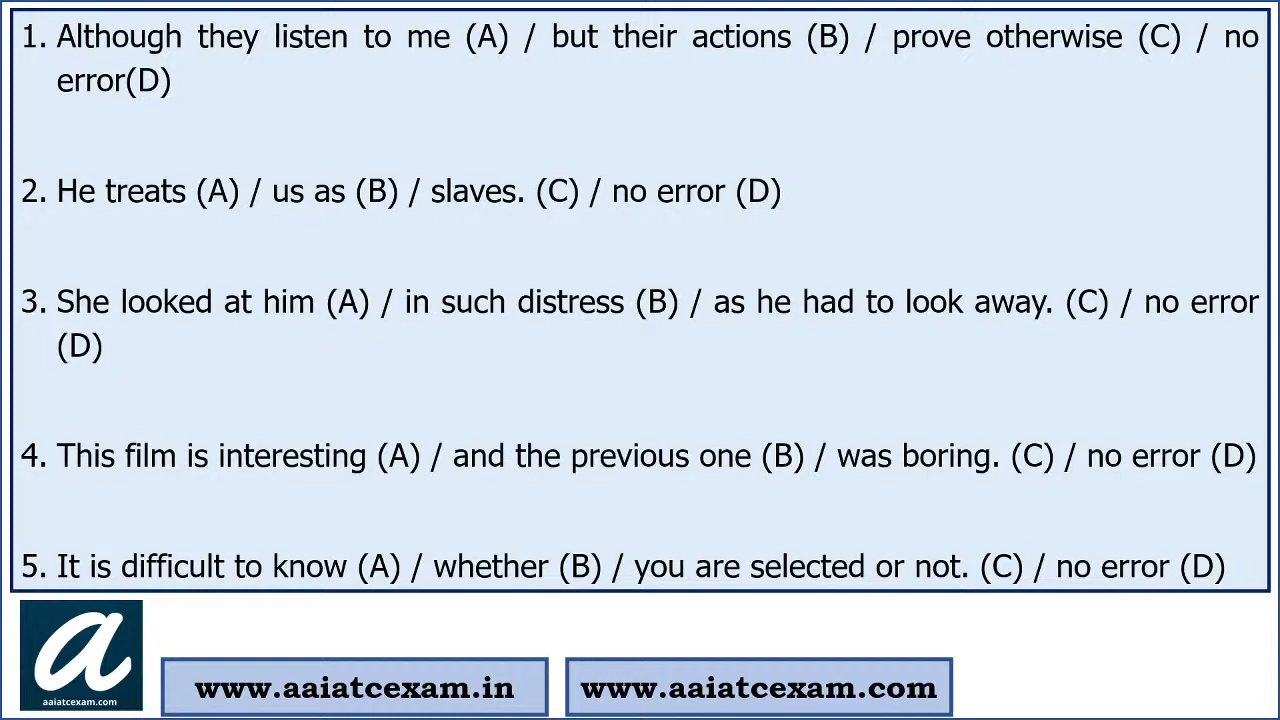 1. Although they listen to me (A) / but their actions (B) / prove otherwise (C) / no
error(D)
2. He treats (A) / us as (B) / slaves. (C) / no error (D)
3. She looked at him (A) / in such distress (B) / as he had to look away. (C) / no error
(D)
4. This film is interesting (A) / and the previous one (B) / was boring. (C) / no error (D)
5. It is difficult to know (A) / whether (B) / you are selected or not. (C) / no error (D)
a
aaiatcexam.com
www.aaiatcexam.in
www.aaiatcexam.com